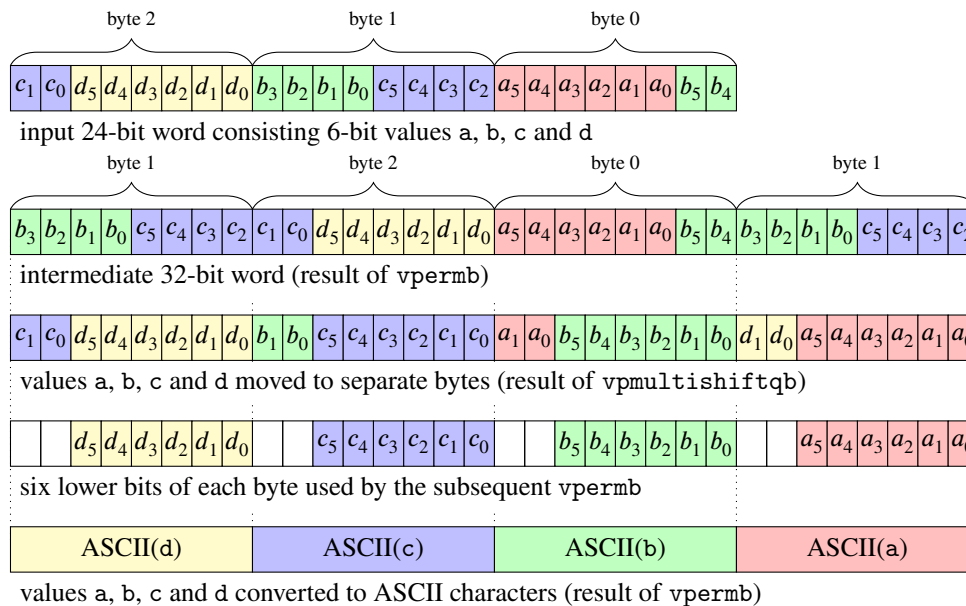 byte 2 byte 1 byte 0
c₁ c₀ d₅ d₄ d₃ d₂ d₁ d₀ b₃ b₂ b₁ b₀ c₅ c₄ c₃ c₂ a₅ a₄ a₃ a₂ a₁ a₀ b₅ b₄
input 24-bit word consisting 6-bit values a, b, c and d
byte 1 byte 2 byte 0 byte 1
b₃ b₂ b₁ b₀ c₅ c₄ c₃ c₂ c₁ c₀ d₅ d₄ d₃ d₂ d₁ d₀ a₅ a₄ a₃ a₂ a₁ a₀ b₅ b₄ b₃ b₂ b₁ b₀ c₅ c₄ c₃ c₂
intermediate 32-bit word (result of vpermb)
c₁ c₀ d₅ d₄ d₃ d₂ d₁ d₀ b₁ b₀ c₅ c₄ c₃ c₂ c₁ c₀ a₁ a₀ b₅ b₄ b₃ b₂ b₁ b₀ d₁ d₀ a₅ a₄ a₃ a₂ a₁ a₀
values a, b, c and d moved to separate bytes (result of vpmultishiftqb)
d₅ d₄ d₃ d₂ d₁ d₀ c₅ c₄ c₃ c₂ c₁ c₀ b₅ b₄ b₃ b₂ b₁ b₀ a₅ a₄ a₃ a₂ a₁ a₀
six lower bits of each byte used by the subsequent vpermb
ASCII(d) ASCII(c) ASCII(b) ASCII(a)
values a, b, c and d converted to ASCII characters (result of vpermb)